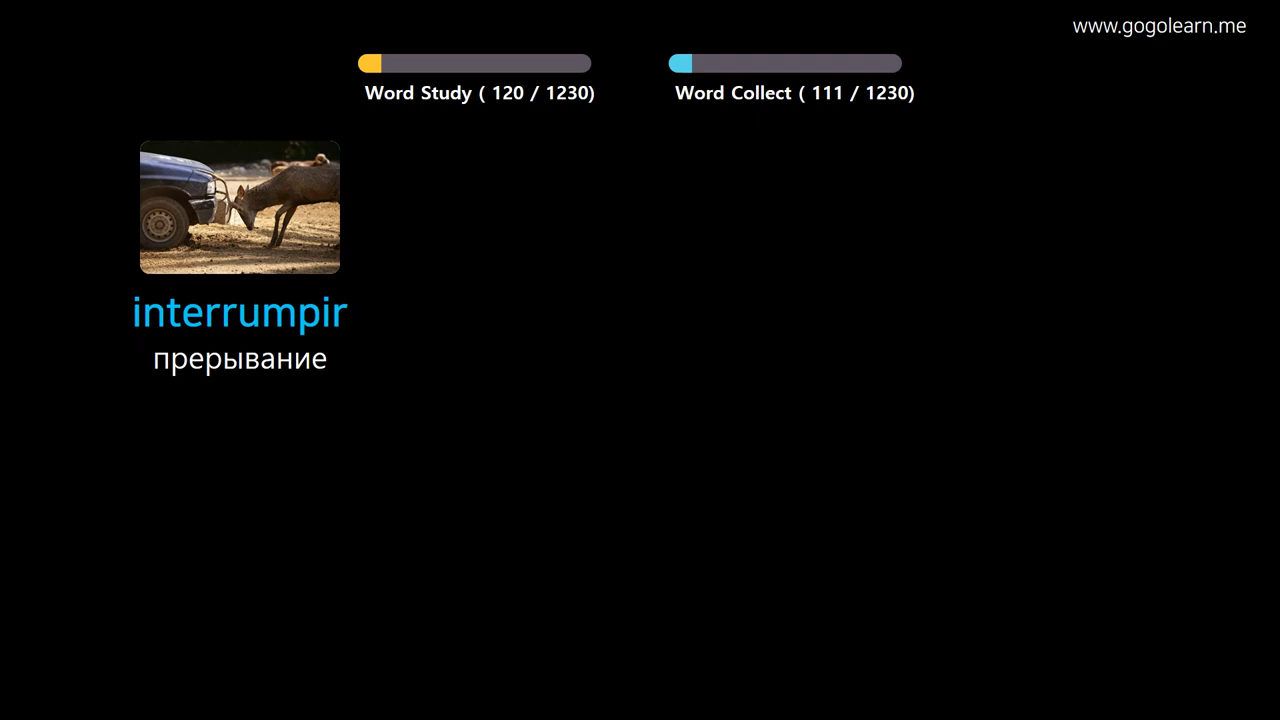 www.gogolearn.me
Word Study ( 120 / 1230)
Word Collect ( 111 / 1230)
interrumpir
прерывание